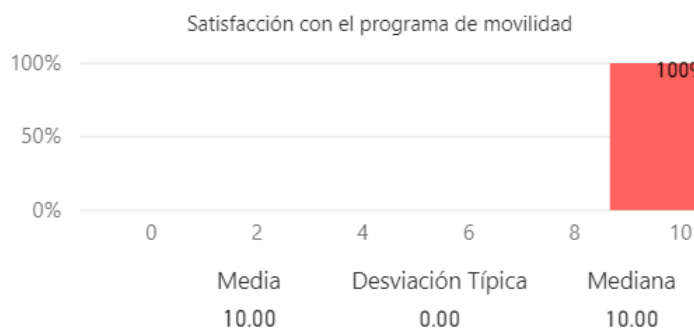 Satisfacción con el programa de movilidad
100%
100%
50%
0%
0 2 4 6 8 10
Media Desviación Típica Mediana
10.00 0.00 10.00